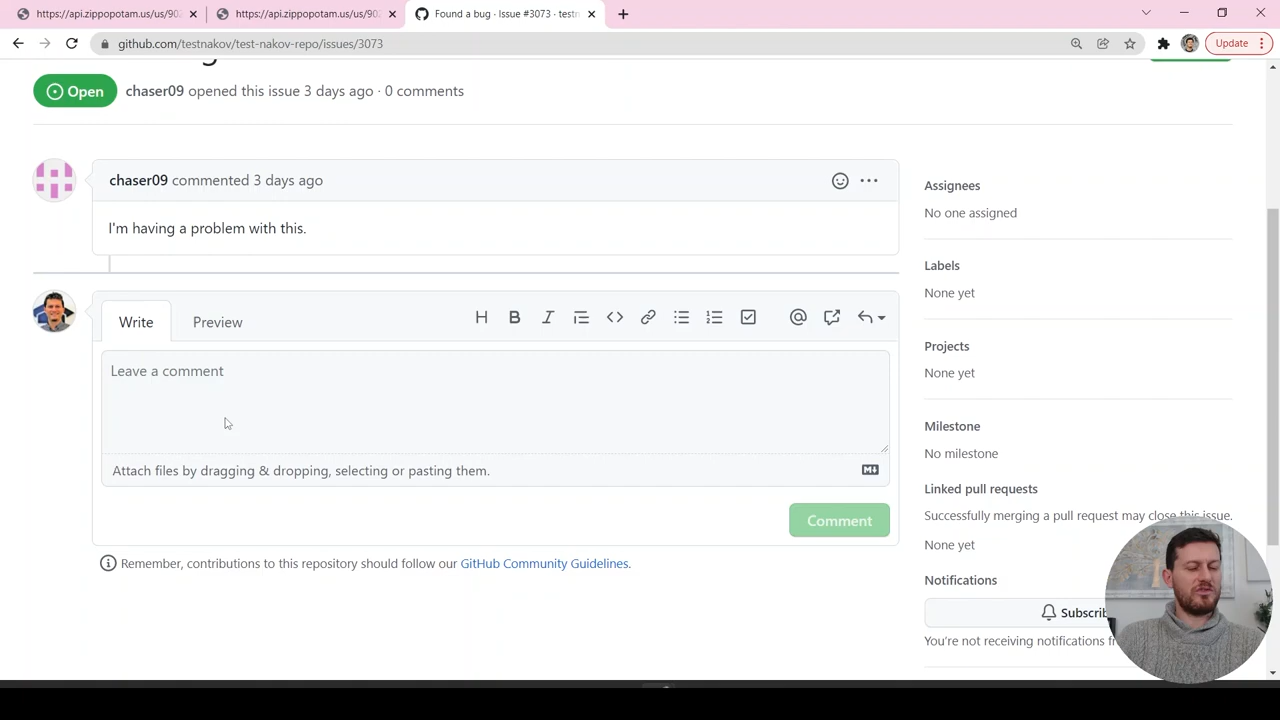 https://api.zippopotam.us/us/902
https://api.zippopotam.us/us/902
Found a bug · Issue #3073 · testn
github.com/testnakov/test-nakov-repo/issues/3073
Update
Open
chaser09 opened this issue 3 days ago · 0 comments
chaser09 commented 3 days ago
I'm having a problem with this.
Write
Preview
Leave a comment
Attach files by dragging & dropping, selecting or pasting them.
Comment
Remember, contributions to this repository should follow our GitHub Community Guidelines.
Assignees
No one assigned
Labels
None yet
Projects
None yet
Milestone
No milestone
Linked pull requests
Successfully merging a pull request may close this issue.
None yet
Notifications
Subscrib
You're not receiving notifications